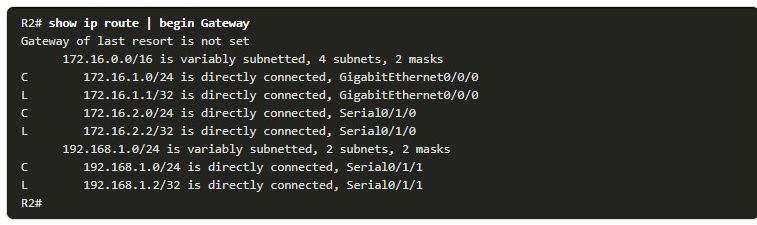 R2# show ip route | begin Gateway
Gateway of last resort is not set
172.16.0.0/16 is variably subnetted, 4 subnets, 2 masks
C 172.16.1.0/24 is directly connected, GigabitEthernet0/0/0
L 172.16.1.1/32 is directly connected, GigabitEthernet0/0/0
C 172.16.2.0/24 is directly connected, Serial0/1/0
L 172.16.2.2/32 is directly connected, Serial0/1/0
192.168.1.0/24 is variably subnetted, 2 subnets, 2 masks
C 192.168.1.0/24 is directly connected, Serial0/1/1
L 192.168.1.2/32 is directly connected, Serial0/1/1
R2#